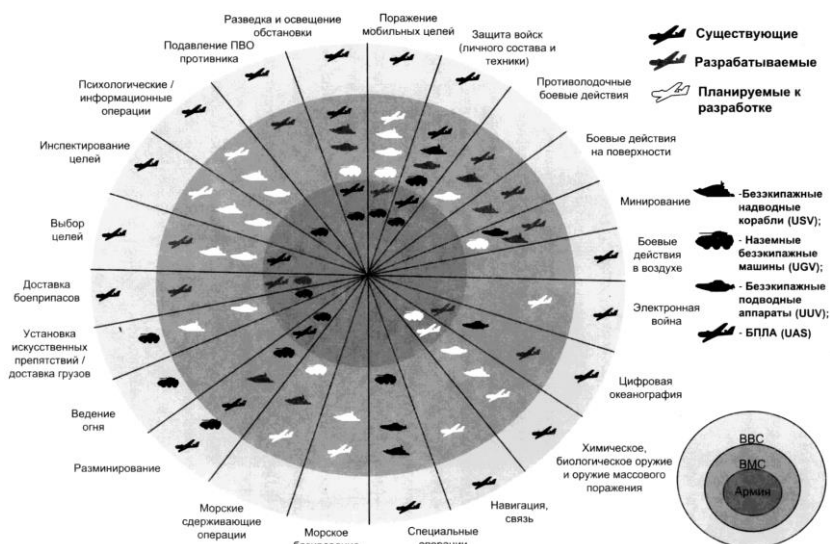 Разведка и освещение
обстановки
Поражение
мобильных целей
Защита войск
(личного состава и
техники)
Противолодочные
боевые действия
Боевые действия
на поверхности
Минирование
Боевые
действия
в воздухе
Электронная
война
Цифровая
океанография
Химическое,
биологическое оружие
и оружие массового
поражения
Навигация,
связь
Специальные
операции
Морское
Морские
сдерживающие
операции
Разминирование
Ведение
огня
Установка
искусственных
препятствий /
доставка грузов
Доставка
боеприпасов
Выбор
целей
Инспектирование
целей
Психологические /
информационные
операции
Подавление ПВО
противника
Существующие
Разрабатываемые
Планируемые к
разработке
-Безэкипажные
надводные
корабли (USV);
- Наземные
безэкипажные
машины (UGV);
- Безэкипажные
подводные
аппараты (UUV);
- БПЛА (UAS)
ВВС
ВМС
Армия